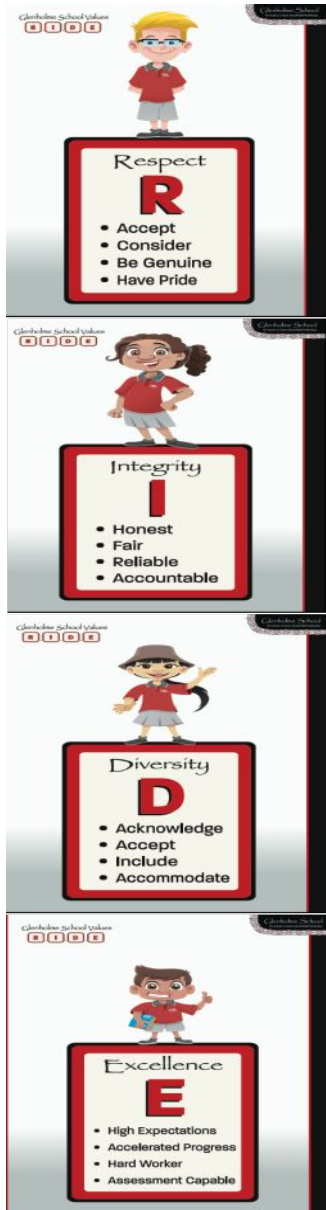 Glenholme School Values
R I D E
Glenholme School
Respect
R
• Accept
• Consider
• Be Genuine
• Have Pride
Glenholme School Values
R I D E
Glenholme School
Integrity
I
• Honest
• Fair
• Reliable
• Accountable
Glenholme School Values
R I D E
Glenholme School
Diversity
D
• Acknowledge
• Accept
• Include
• Accommodate
Glenholme School Values
R I D E
Glenholme School
Excellence
E
• High Expectations
• Accelerated Progress
• Hard Worker
• Assessment Capable